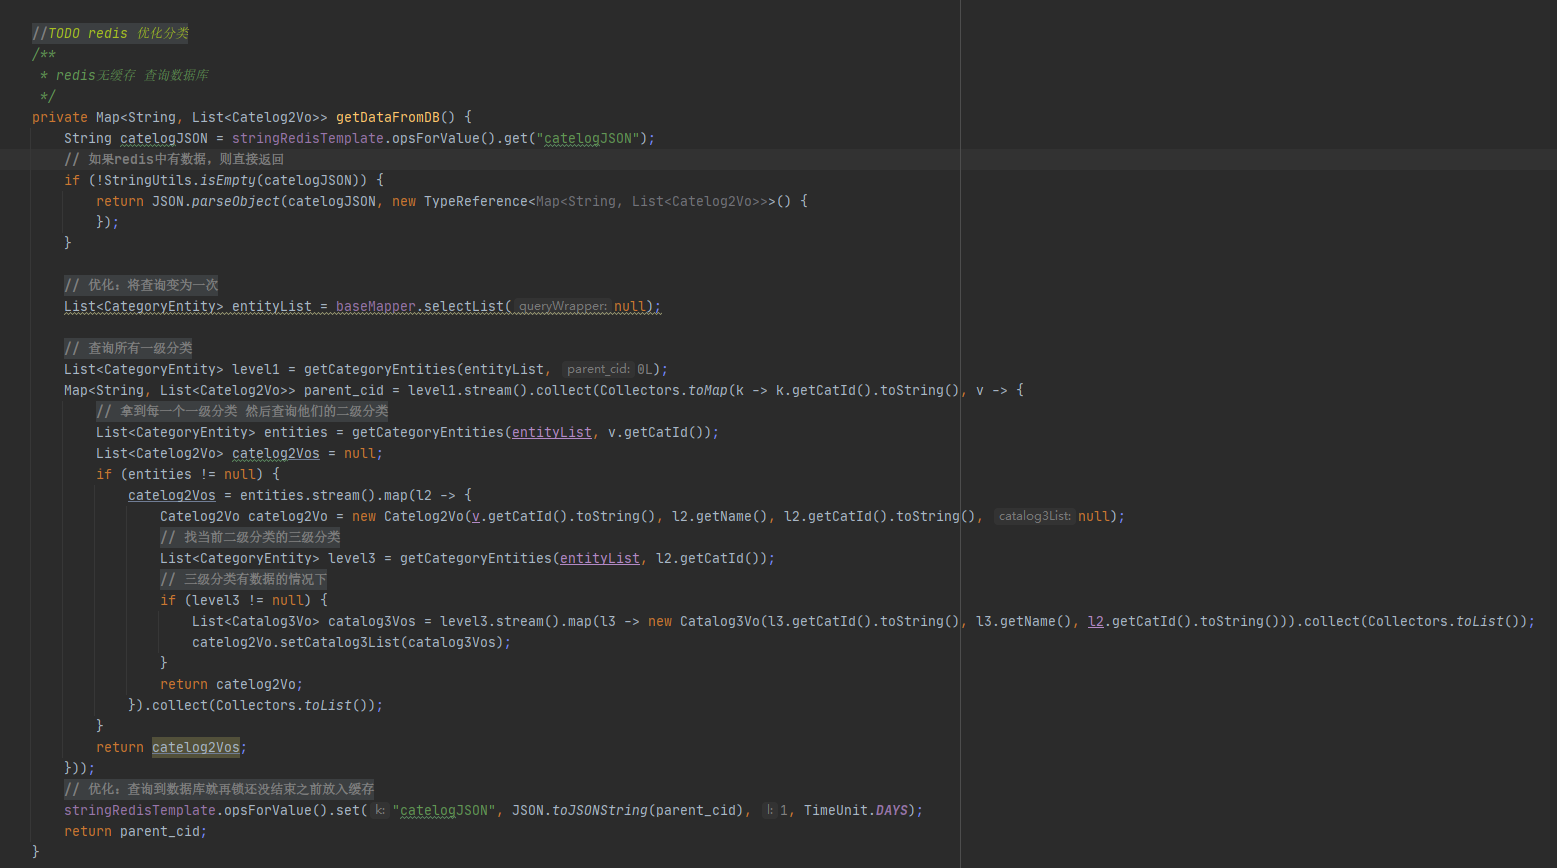 //TODO redis 优化分类
/**
 * redis无缓存 查询数据库
 */
private Map<String, List<Catelog2Vo>> getDataFromDB() {
    String catelogJSON = stringRedisTemplate.opsForValue().get("catelogJSON");
    // 如果redis中有数据，则直接返回
    if (!StringUtils.isEmpty(catelogJSON)) {
        return JSON.parseObject(catelogJSON, new TypeReference<Map<String, List<Catelog2Vo>>>() {
        });
    }
    // 优化：将查询变为一次
    List<CategoryEntity> entityList = baseMapper.selectList( queryWrapper: null);
    // 查询所有一级分类
    List<CategoryEntity> level1 = getCategoryEntities(entityList, parent_cid: 0L);
    Map<String, List<Catelog2Vo>> parent_cid = level1.stream().collect(Collectors.toMap(k -> k.getCatId().toString(), v -> {
        // 拿到每一个一级分类 然后查询他们的二级分类
        List<CategoryEntity> entities = getCategoryEntities(entityList, v.getCatId());
        List<Catelog2Vo> catelog2Vos = null;
        if (entities != null) {
            catelog2Vos = entities.stream().map(l2 -> {
                Catelog2Vo catelog2Vo = new Catelog2Vo(v.getCatId().toString(), l2.getName(), l2.getCatId().toString(), catalog3List: null);
                // 找当前二级分类的三级分类
                List<CategoryEntity> level3 = getCategoryEntities(entityList, l2.getCatId());
                // 三级分类有数据的情况下
                if (level3 != null) {
                    List<Catalog3Vo> catalog3Vos = level3.stream().map(l3 -> new Catalog3Vo(l3.getCatId().toString(), l3.getName(), l2.getCatId().toString())).collect(Collectors.toList());
                    catelog2Vo.setCatalog3List(catalog3Vos);
                }
                return catelog2Vo;
            }).collect(Collectors.toList());
        }
        return catelog2Vos;
    }));
    // 优化：查询到数据库就再锁还没结束之前放入缓存
    stringRedisTemplate.opsForValue().set( k: "catelogJSON", JSON.toJSONString(parent_cid), l: 1, TimeUnit.DAYS);
    return parent_cid;
}